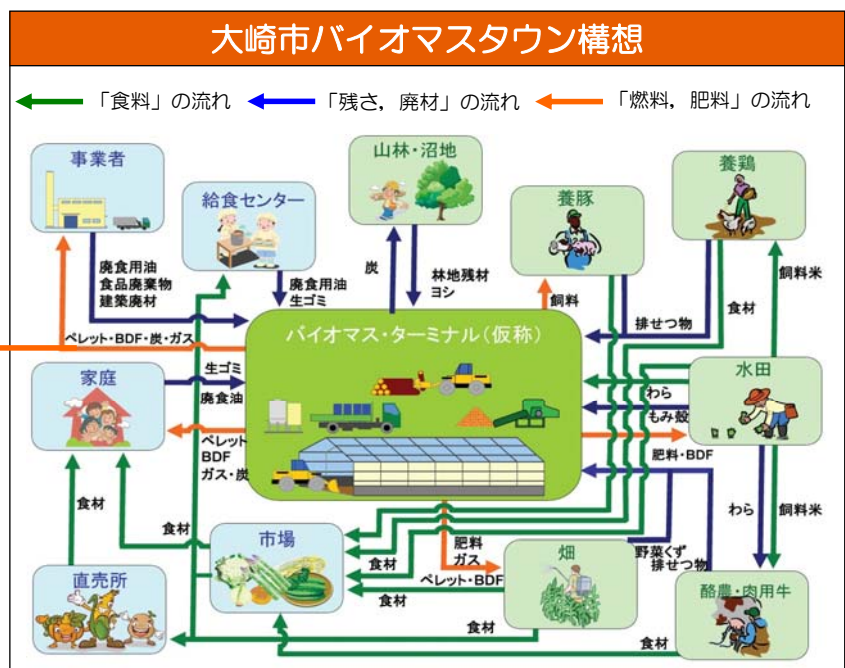 大崎市バイオマスタウン構想
「食料」の流れ
「残さ，廃材」の流れ
「燃料，肥料」の流れ
事業者
給食センター
山林・沼地
養豚
養鶏
廃食用油
食品廃棄物
建築廃材
廃食用油
生ゴミ
炭
林地残材
ヨシ
飼料
排せつ物
食材
飼料米
ペレット・BDF・炭・ガス
バイオマス・ターミナル（仮称）
家庭
生ゴミ
廃食油
ペレット
BDF
ガス・炭
水田
わら
もみ殻
肥料・BDF
食材
食材
市場
肥料
ガス
ペレット・BDF
食材
食材
畑
野菜くず
排せつ物
わら
飼料米
直売所
酪農・肉用牛
食材
食材